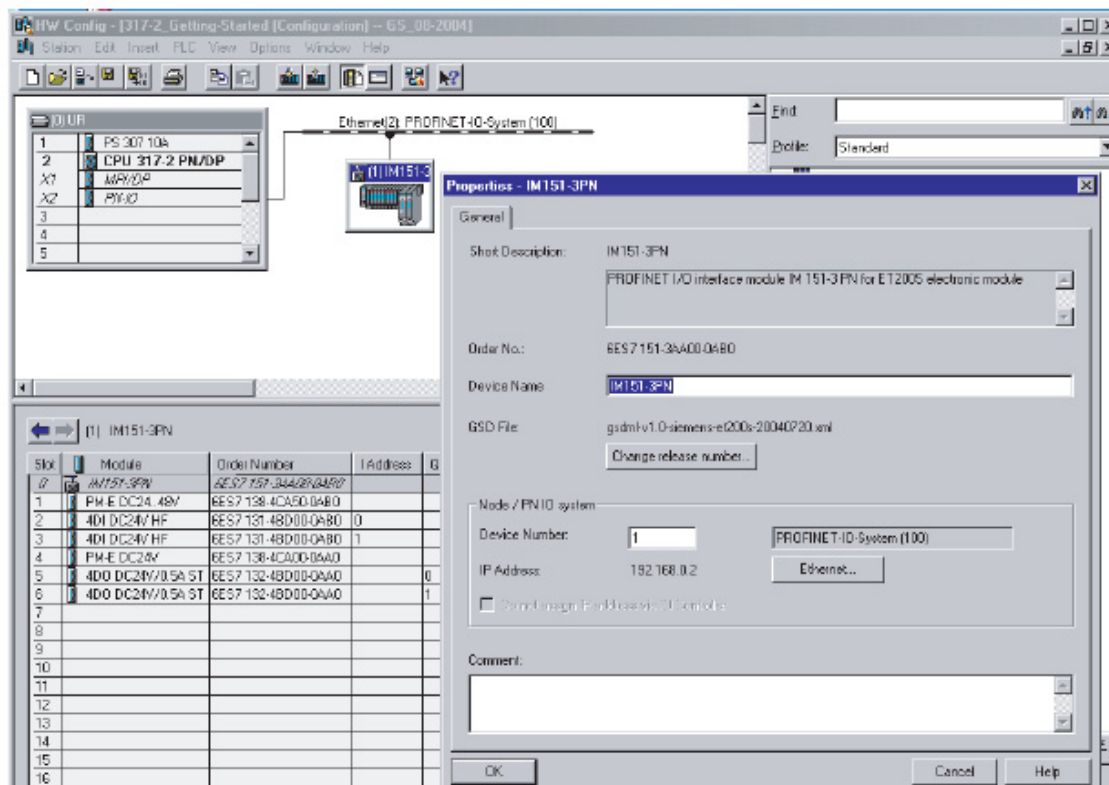 HW Config - [317-2_Getting-Started (Configuration) -- GS_08-2004]
Station Edit Insert PLC View Options Window Help
(0) UR
1 PS 307 10A
2 CPU 317-2 PN/DP
X1 MPI/DP
X2 PN-IO
3
4
5
Ethernet(2): PROFINET-IO-System (100)
(1) IM151-3
Find:
Profile: Standard
Properties - IM151-3PN
General
Short Description: IM151-3PN
PROFINET I/O interface module IM 151-3 PN for ET200S electronic module
Order No.: 6ES7 151-3AA00-0AB0
Device Name IM151-3PN
GSD File: gsdml-v1.0-siemens-et200s-20040720.xml
Change release number...
Node / PN IO system
Device Number: 1 PROFINET-IO-System (100)
IP Address: 192.168.0.2 Ethernet...
Comment:
OK Cancel Help
(1) IM151-3PN
Slot Module Order Number I Address Q
0 IM151-3PN 6ES7 151-3AA00-0AB0
1 PM-E DC24..48V 6ES7 138-4CA50-0AB0
2 4DI DC24V HF 6ES7 131-4BD00-0AB0 0
3 4DI DC24V HF 6ES7 131-4BD00-0AB0 1
4 PM-E DC24V 6ES7 138-4CA00-0AA0
5 4DO DC24V/0.5A ST 6ES7 132-4BD00-0AA0 0
6 4DO DC24V/0.5A ST 6ES7 132-4BD00-0AA0 1
7
8
9
10
11
12
13
14
15
16